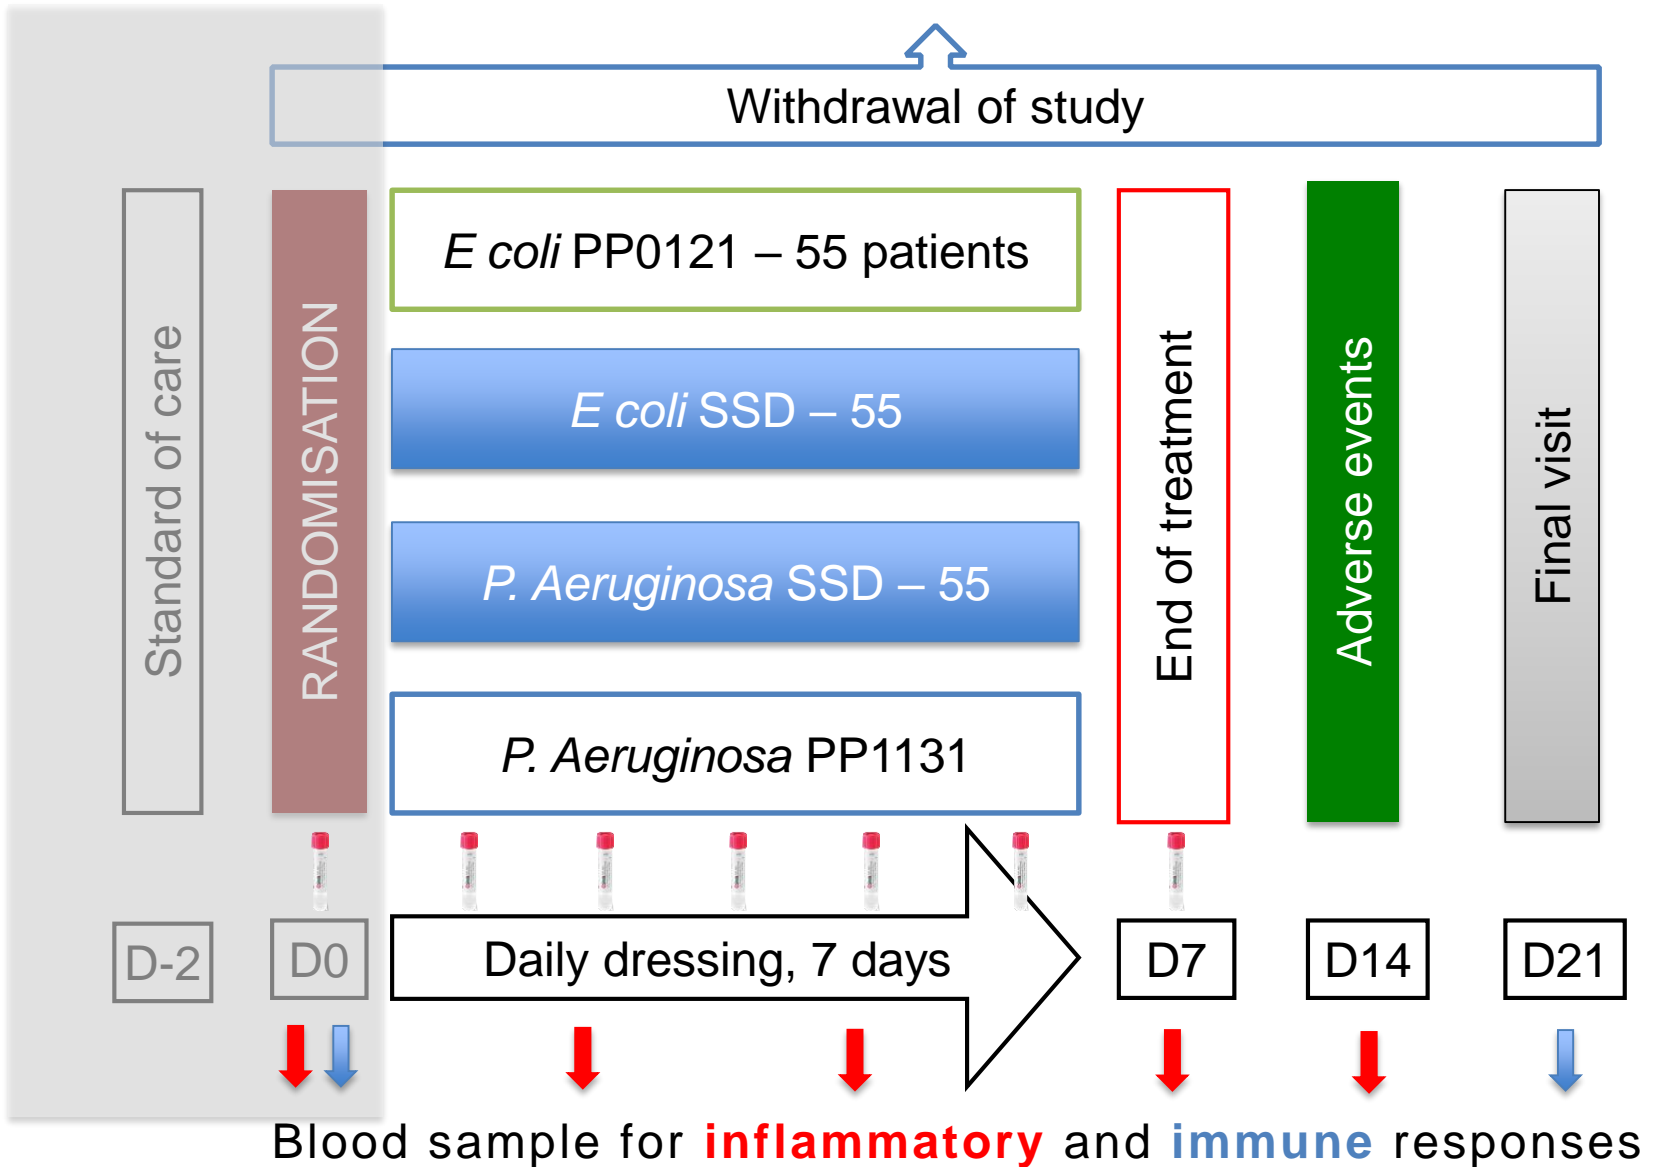 Withdrawal of study
Standard of care
RANDOMISATION
E coli PP0121 – 55 patients
E coli SSD – 55
P. Aeruginosa SSD – 55
P. Aeruginosa PP1131
End of treatment
Adverse events
Final visit
D-2
D0
Daily dressing, 7 days
D7
D14
D21
Blood sample for inflammatory and immune responses